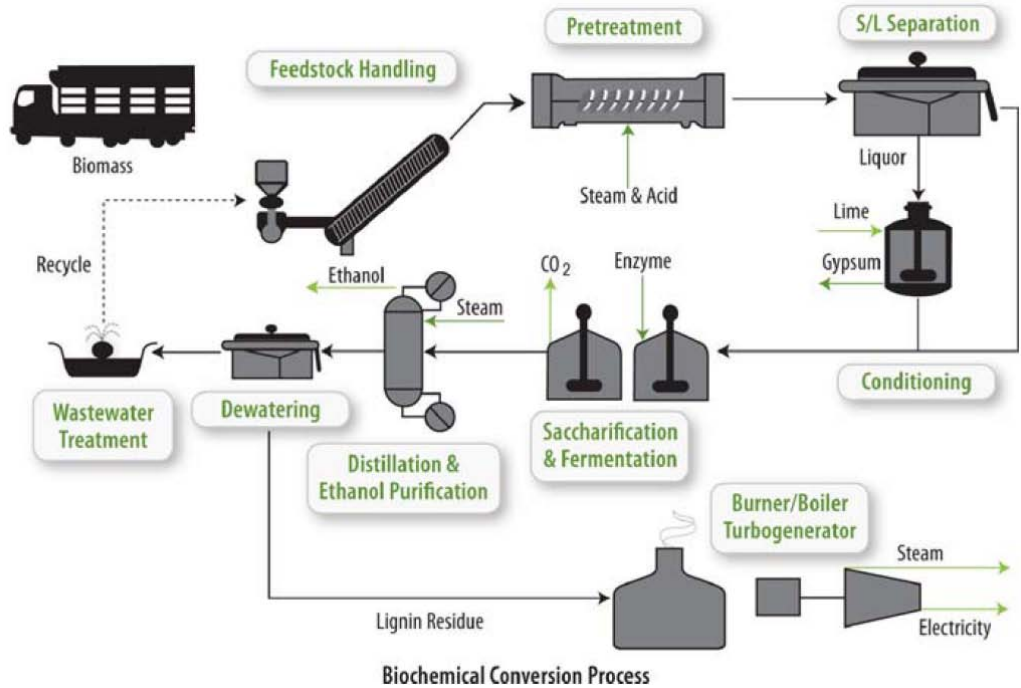 Pretreatment
S/L Separation
Feedstock Handling
Biomass
Liquor
Steam & Acid
Lime
Recycle
Ethanol
CO2
Enzyme
Gypsum
Steam
Conditioning
Wastewater
Treatment
Dewatering
Saccharification
& Fermentation
Distillation &
Ethanol Purification
Burner/Boiler
Turbogenerator
Steam
Lignin Residue
Electricity
Biochemical Conversion Process